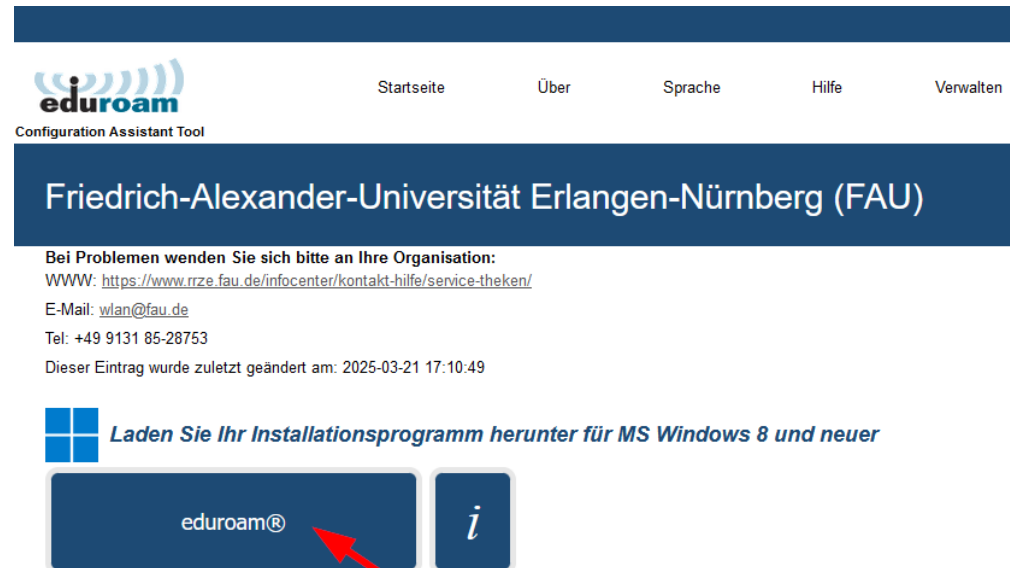 eduroam
Configuration Assistant Tool
Startseite Über Sprache Hilfe Verwalten
Friedrich-Alexander-Universität Erlangen-Nürnberg (FAU)
Bei Problemen wenden Sie sich bitte an Ihre Organisation:
WWW: https://www.rrze.fau.de/infocenter/kontakt-hilfe/service-theken/
E-Mail: wlan@fau.de
Tel: +49 9131 85-28753
Dieser Eintrag wurde zuletzt geändert am: 2025-03-21 17:10:49
Laden Sie Ihr Installationsprogramm herunter für MS Windows 8 und neuer
eduroam® i